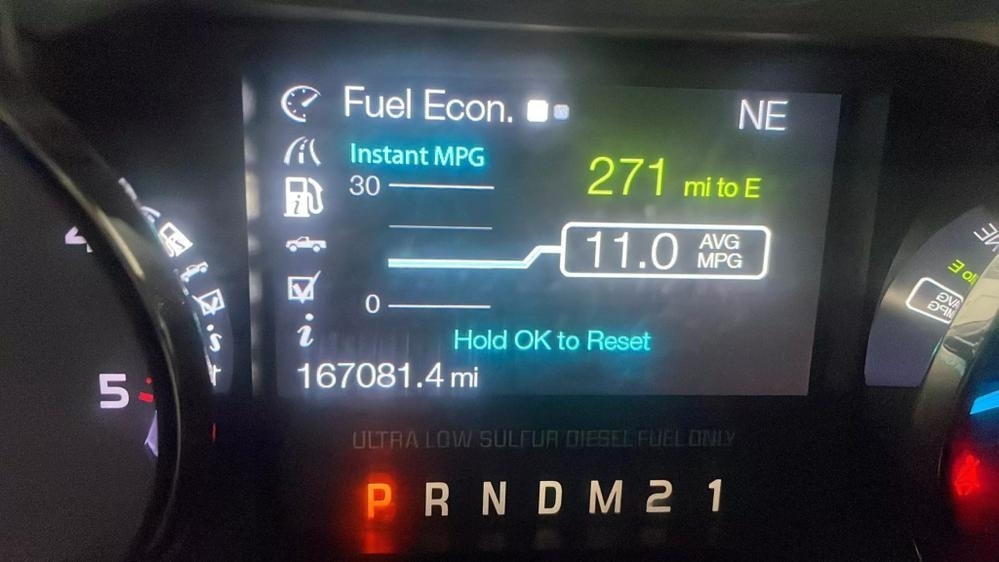 Fuel Econ.
NE
Instant MPG
30
271 mi to E
11.0 AVG MPG
0
Hold OK to Reset
167081.4 mi
ULTRA LOW SULFUR DIESEL FUEL ONLY
P R N D M 2 1
4
5